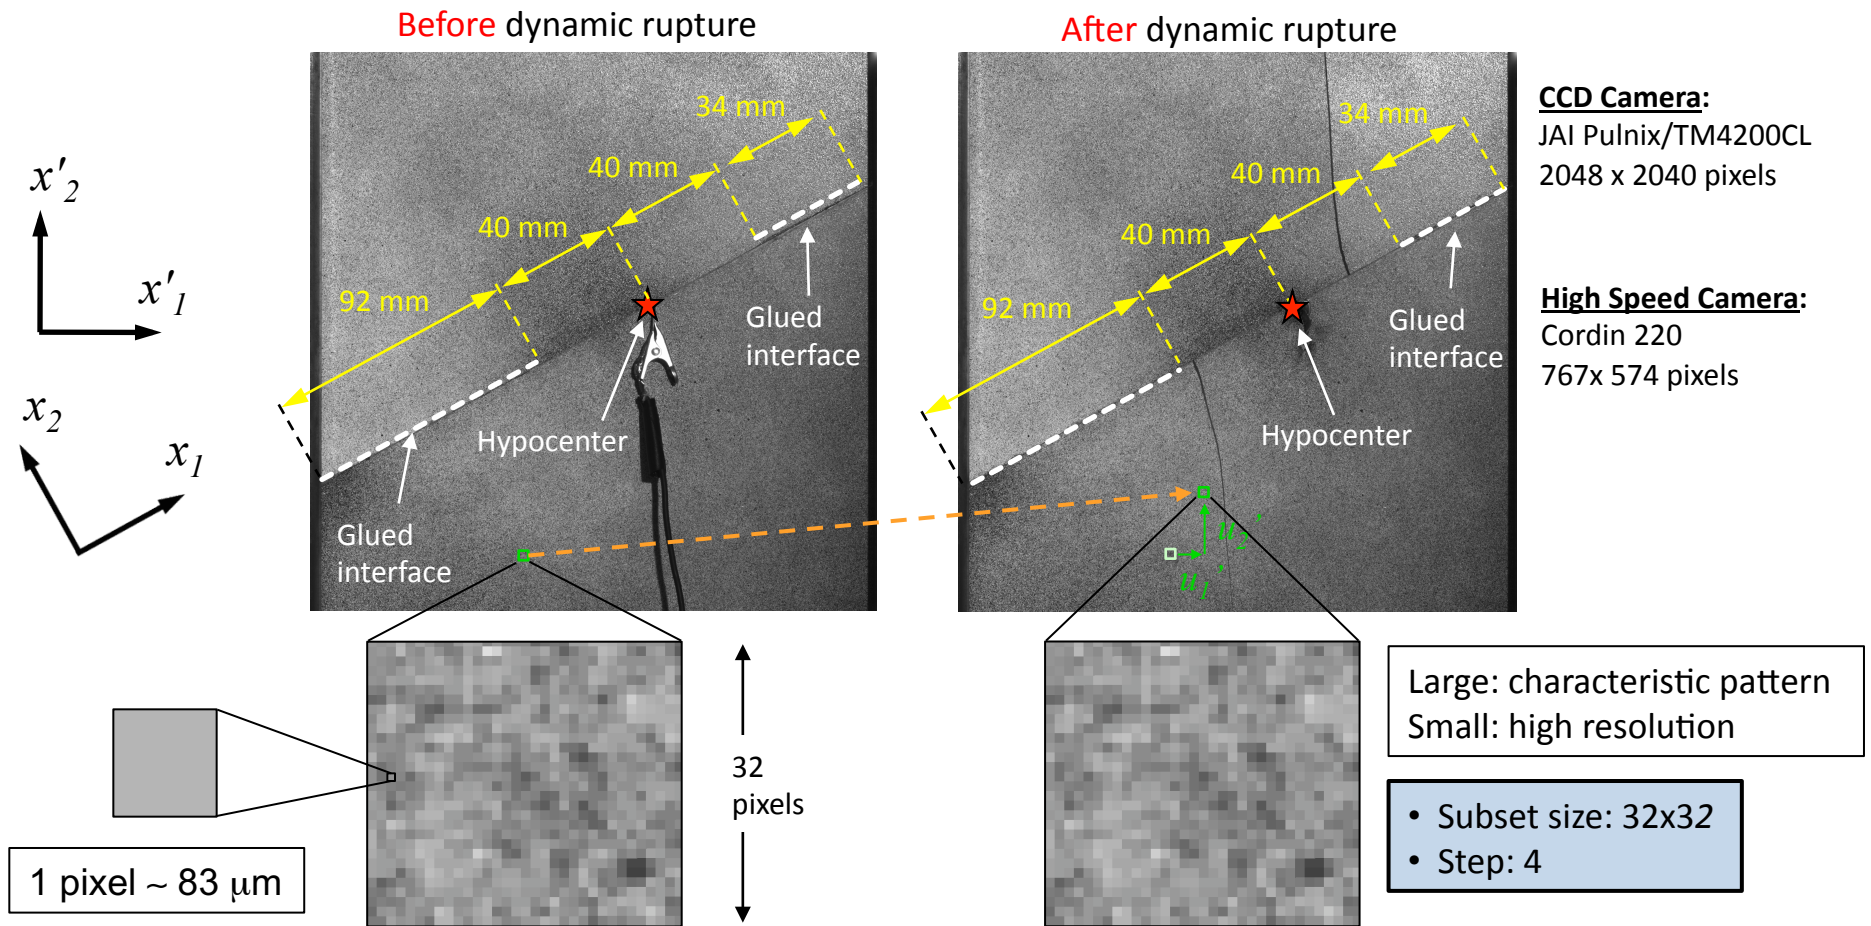 Before dynamic rupture
After dynamic rupture
34 mm
40 mm
40 mm
92 mm
Glued
interface
Hypocenter
Glued
interface
34 mm
40 mm
40 mm
92 mm
Glued
interface
Hypocenter
u₂'
u₁'
x'₂
x'₁
x₂
x₁
CCD Camera:
JAI Pulnix/TM4200CL
2048 x 2040 pixels
High Speed Camera:
Cordin 220
767x 574 pixels
32
pixels
1 pixel ~ 83 μm
Large: characteristic pattern
Small: high resolution
• Subset size: 32x32
• Step: 4